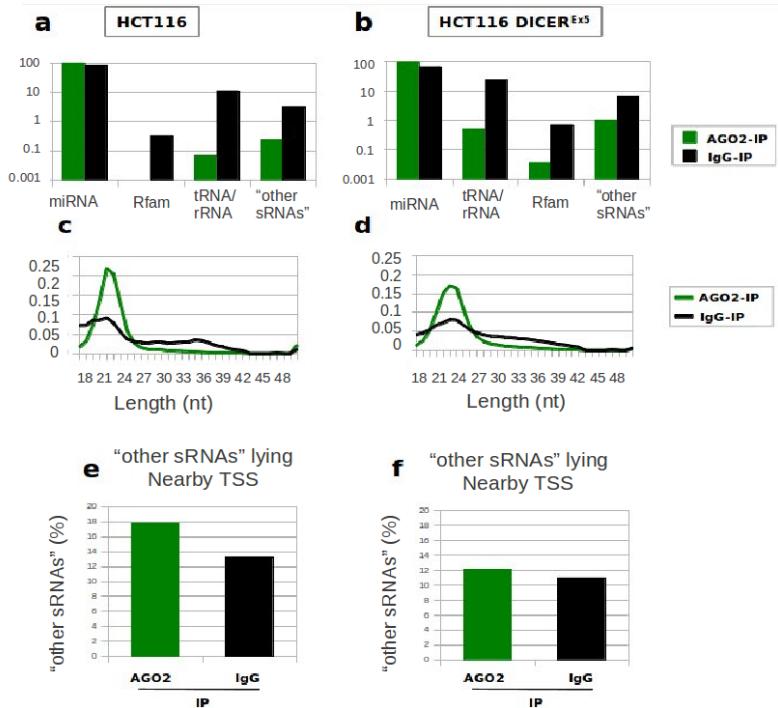 a HCT116
100
10
1
0.1
0.001
miRNA Rfam tRNA/ "other
rRNA sRNAs"
b HCT116 DICERᴱˣ⁵
100
10
1
0.1
0.001
miRNA tRNA/ Rfam "other
rRNA sRNAs"
AGO2-IP
IgG-IP
c
0.25
0.2
0.15
0.1
0.05
0
18 21 24 27 30 33 36 39 42 45 48
Length (nt)
d
0.25
0.2
0.15
0.1
0.05
0
18 21 24 27 30 33 36 39 42 45 48
Length (nt)
AGO2-IP
IgG-IP
e "other sRNAs" lying
Nearby TSS
"other sRNAs" (%)
20
18
16
14
12
10
8
6
4
2
0
AGO2 IgG
IP
f "other sRNAs" lying
Nearby TSS
"other sRNAs" (%)
20
18
16
14
12
10
8
6
4
2
0
AGO2 IgG
IP